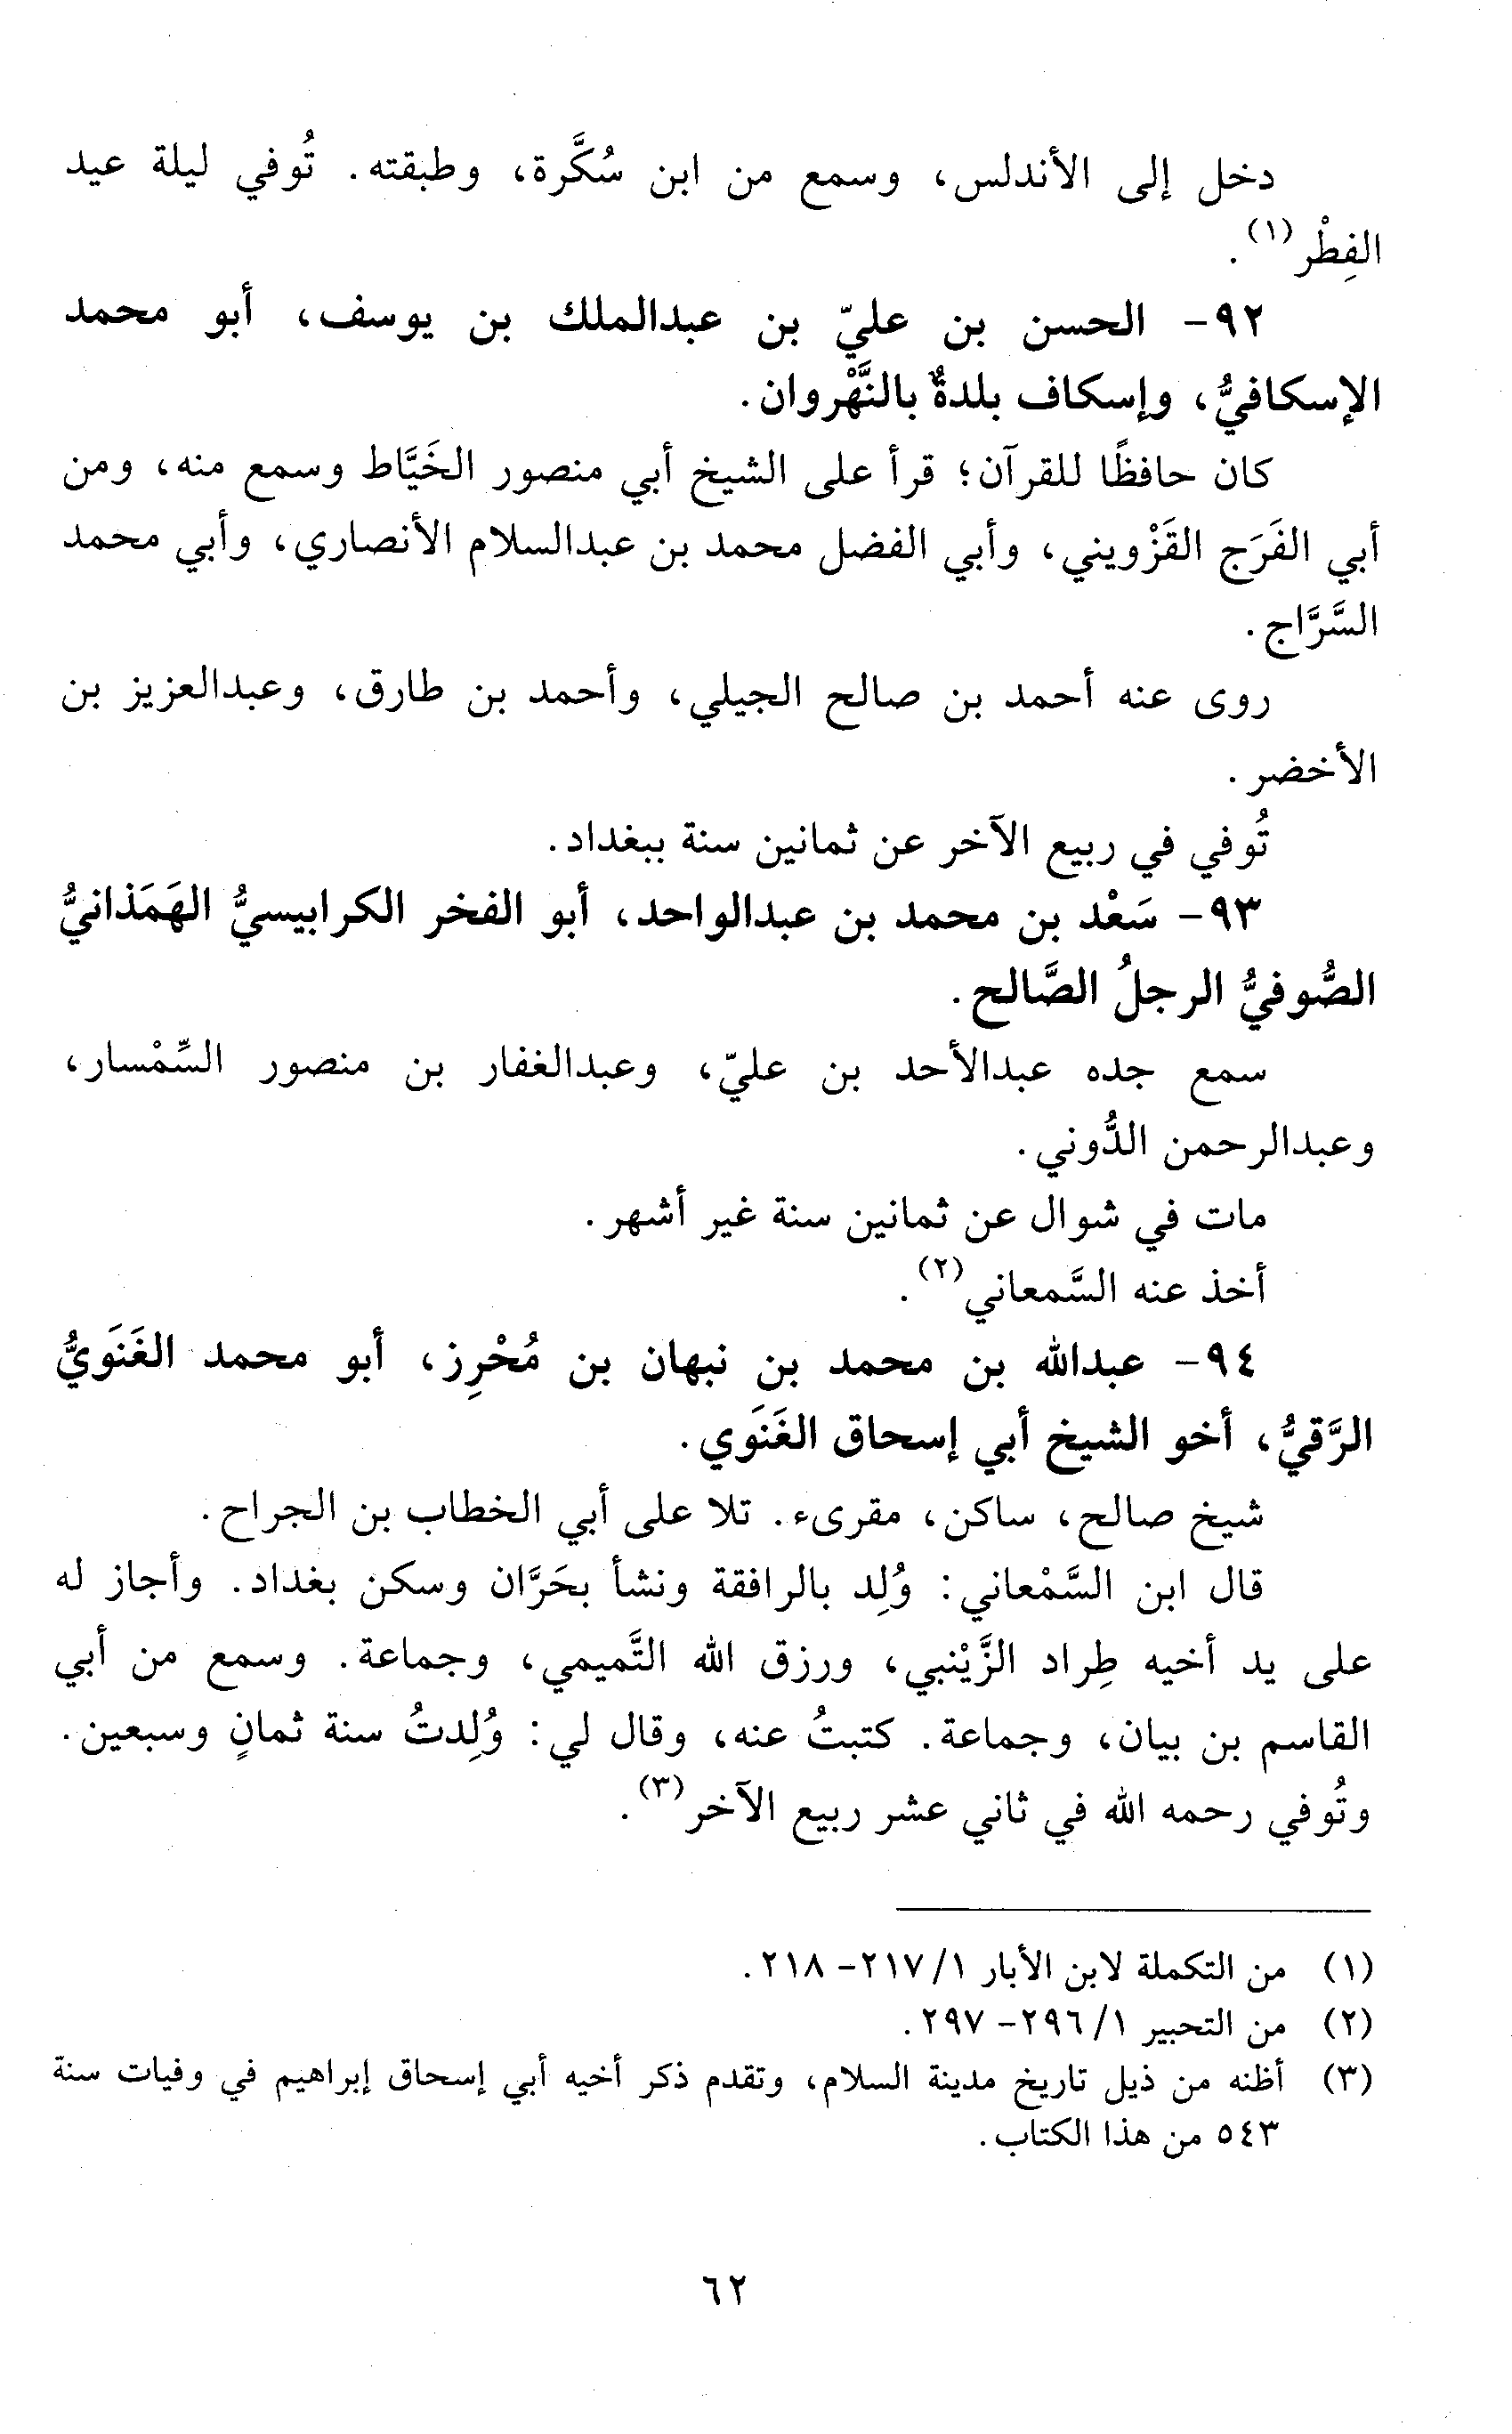 دخل إلى الأندلس، وسمع من ابن سُكَّرة، وطبقته. تُوفي ليلة عيد
الفِطْر(١).
٩٢- الحسن بن عليّ بن عبدالملك بن يوسف، أبو محمد
الإسكافيُّ، وإسكاف بلدةٌ بالنَّهْروان.
كان حافظًا للقرآن؛ قرأ على الشيخ أبي منصور الخَيَّاط وسمع منه، ومن
أبي الفَرَج القَزْويني، وأبي الفضل محمد بن عبدالسلام الأنصاري، وأبي محمد
السَّرَّاج.
روى عنه أحمد بن صالح الجيلي، وأحمد بن طارق، وعبدالعزيز بن
الأخضر.
تُوفي في ربيع الآخر عن ثمانين سنة ببغداد.
٩٣- سَعْد بن محمد بن عبدالواحد، أبو الفخر الكرابيسيُّ الهَمَذانيُّ
الصُّوفيُّ الرجلُ الصَّالح.
سمع جده عبدالأحد بن عليّ، وعبدالغفار بن منصور السِّمْسار،
وعبدالرحمن الدُّوني.
مات في شوال عن ثمانين سنة غير أشهر.
أخذ عنه السَّمعاني(٢).
٩٤- عبدالله بن محمد بن نبهان بن مُحْرِز، أبو محمد الغَنَويُّ
الرَّقيُّ، أخو الشيخ أبي إسحاق الغَنَوي.
شيخ صالح، ساكن، مقرىء. تلا على أبي الخطاب بن الجراح.
قال ابن السَّمْعاني: وُلِد بالرافقة ونشأ بحَرَّان وسكن بغداد. وأجاز له
على يد أخيه طِراد الزَّيْنبي، ورزق الله التَّميمي، وجماعة. وسمع من أبي
القاسم بن بيان، وجماعة. كتبتُ عنه، وقال لي: وُلِدتُ سنة ثمانٍ وسبعين.
وتُوفي رحمه الله في ثاني عشر ربيع الآخر(٣).
(١) من التكملة لابن الأبار ١/ ٢١٧- ٢١٨.
(٢) من التحبير ١/ ٢٩٦- ٢٩٧.
(٣) أظنه من ذيل تاريخ مدينة السلام، وتقدم ذكر أخيه أبي إسحاق إبراهيم في وفيات سنة
٥٤٣ من هذا الكتاب.
٦٢